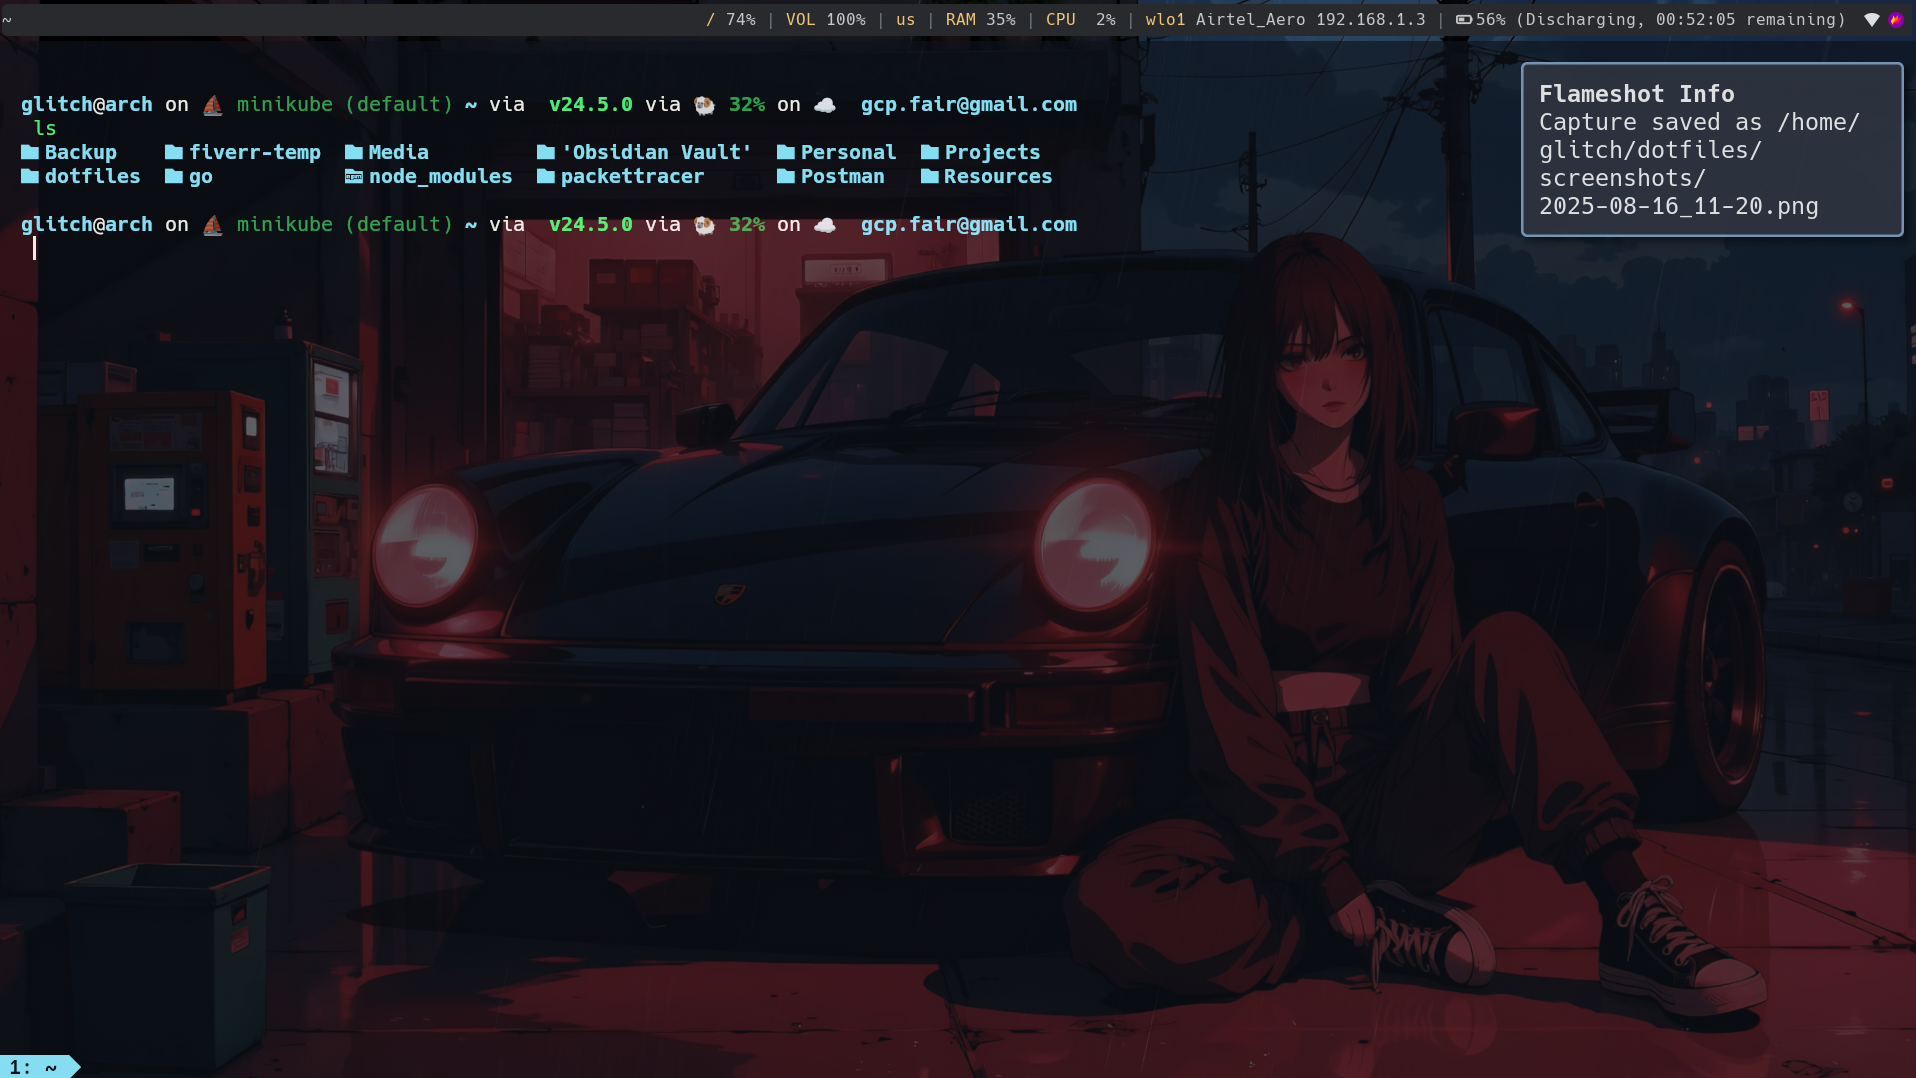 ~ / 74% | VOL 100% | us | RAM 35% | CPU 2% | wlo1 Airtel_Aero 192.168.1.3 | 56% (Discharging, 00:52:05 remaining)
glitch@arch on minikube (default) ~ via v24.5.0 via 32% on gcp.fair@gmail.com
ls
Backup fiverr-temp Media 'Obsidian Vault' Personal Projects
dotfiles go node_modules packettracer Postman Resources
glitch@arch on minikube (default) ~ via v24.5.0 via 32% on gcp.fair@gmail.com
Flameshot Info
Capture saved as /home/
glitch/dotfiles/
screenshots/
2025-08-16_11-20.png
1: ~